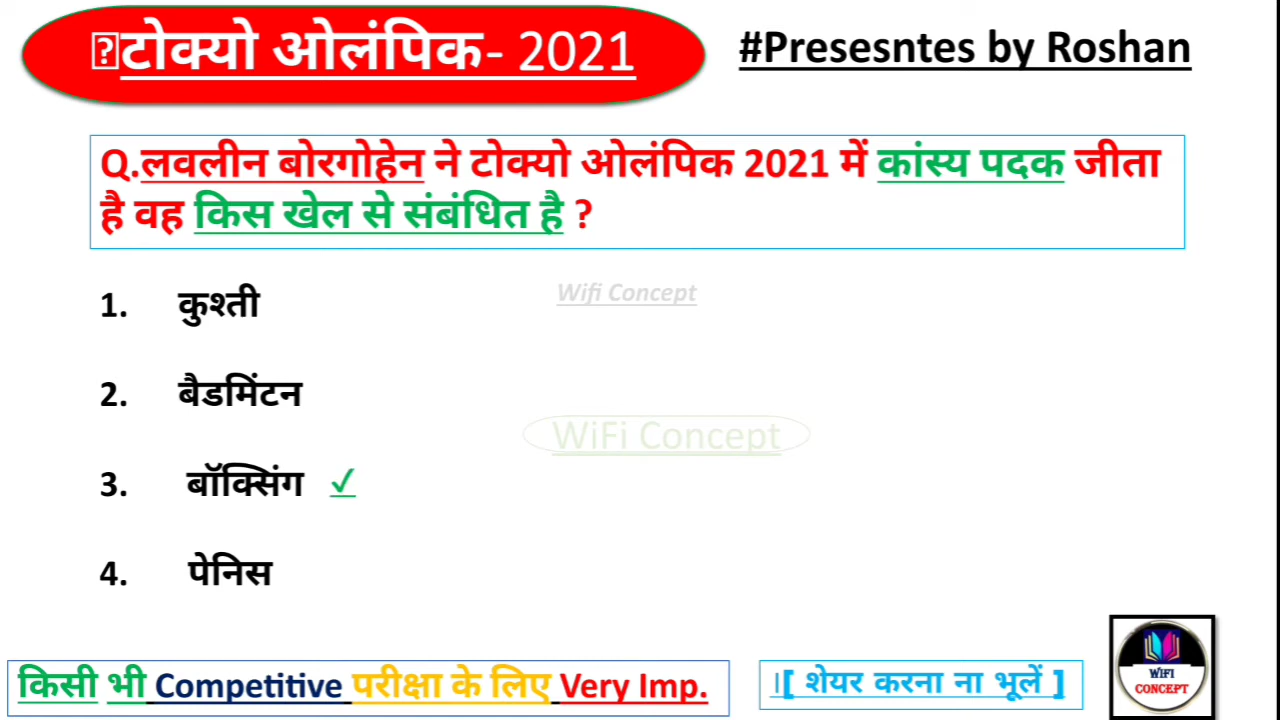 टोक्यो ओलंपिक- 2021
#Presesntes by Roshan
Q.लवलीन बोरगोहेन ने टोक्यो ओलंपिक 2021 में कांस्य पदक जीता
है वह किस खेल से संबंधित है ?
1. कुश्ती
Wifi Concept
2. बैडमिंटन
WiFi Concept
3. बॉक्सिंग ✓
4. पेनिस
किसी भी Competitive परीक्षा के लिए Very Imp.
।[ शेयर करना ना भूलें ]
WiFi
CONCEPT